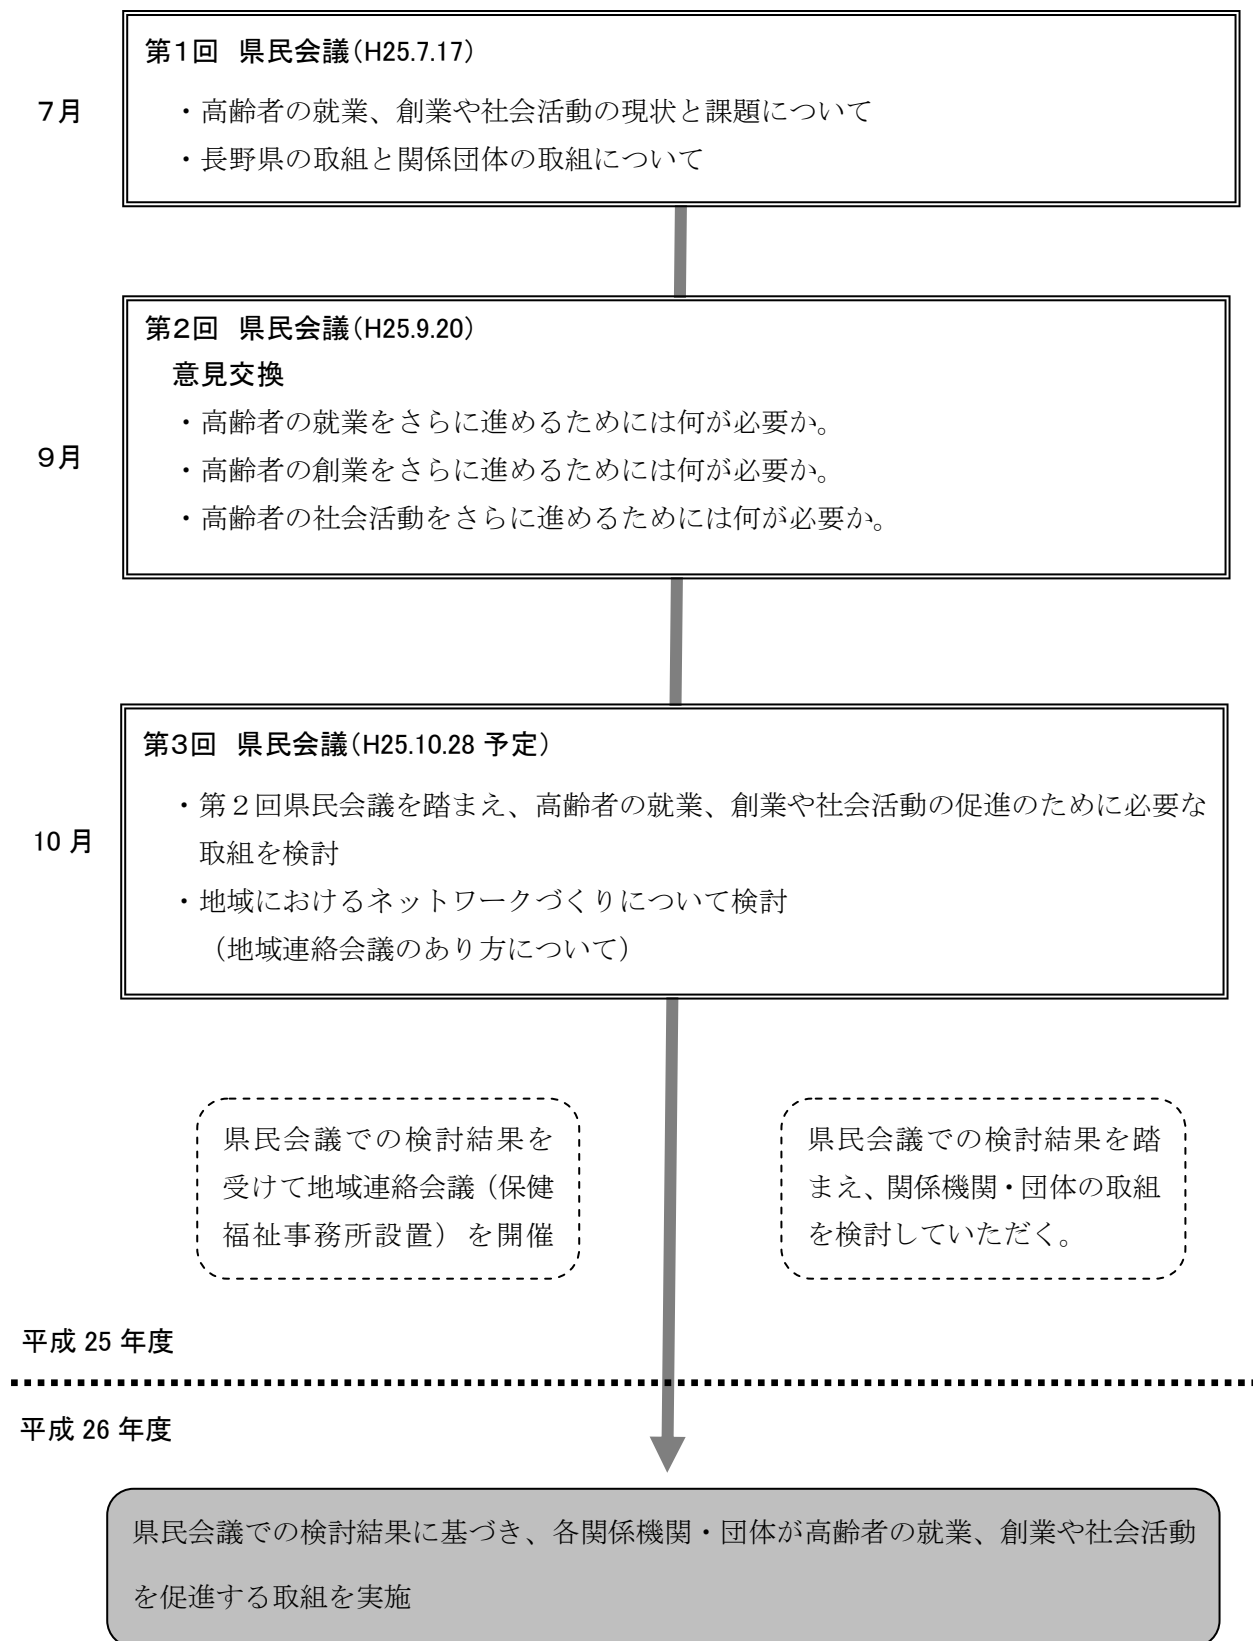 第1回 県民会議(H25.7.17)
7月
・高齢者の就業、創業や社会活動の現状と課題について
・長野県の取組と関係団体の取組について
第2回 県民会議(H25.9.20)
意見交換
・高齢者の就業をさらに進めるためには何が必要か。
9月
・高齢者の創業をさらに進めるためには何が必要か。
・高齢者の社会活動をさらに進めるためには何が必要か。
第3回 県民会議(H25.10.28 予定)
・第2回県民会議を踏まえ、高齢者の就業、創業や社会活動の促進のために必要な
10 月
取組を検討
・地域におけるネットワークづくりについて検討
(地域連絡会議のあり方について)
県民会議での検討結果を
受けて地域連絡会議(保健
福祉事務所設置)を開催
県民会議での検討結果を踏
まえ、関係機関・団体の取組
を検討していただく。
平成 25 年度
平成 26 年度
県民会議での検討結果に基づき、各関係機関・団体が高齢者の就業、創業や社会活動
を促進する取組を実施